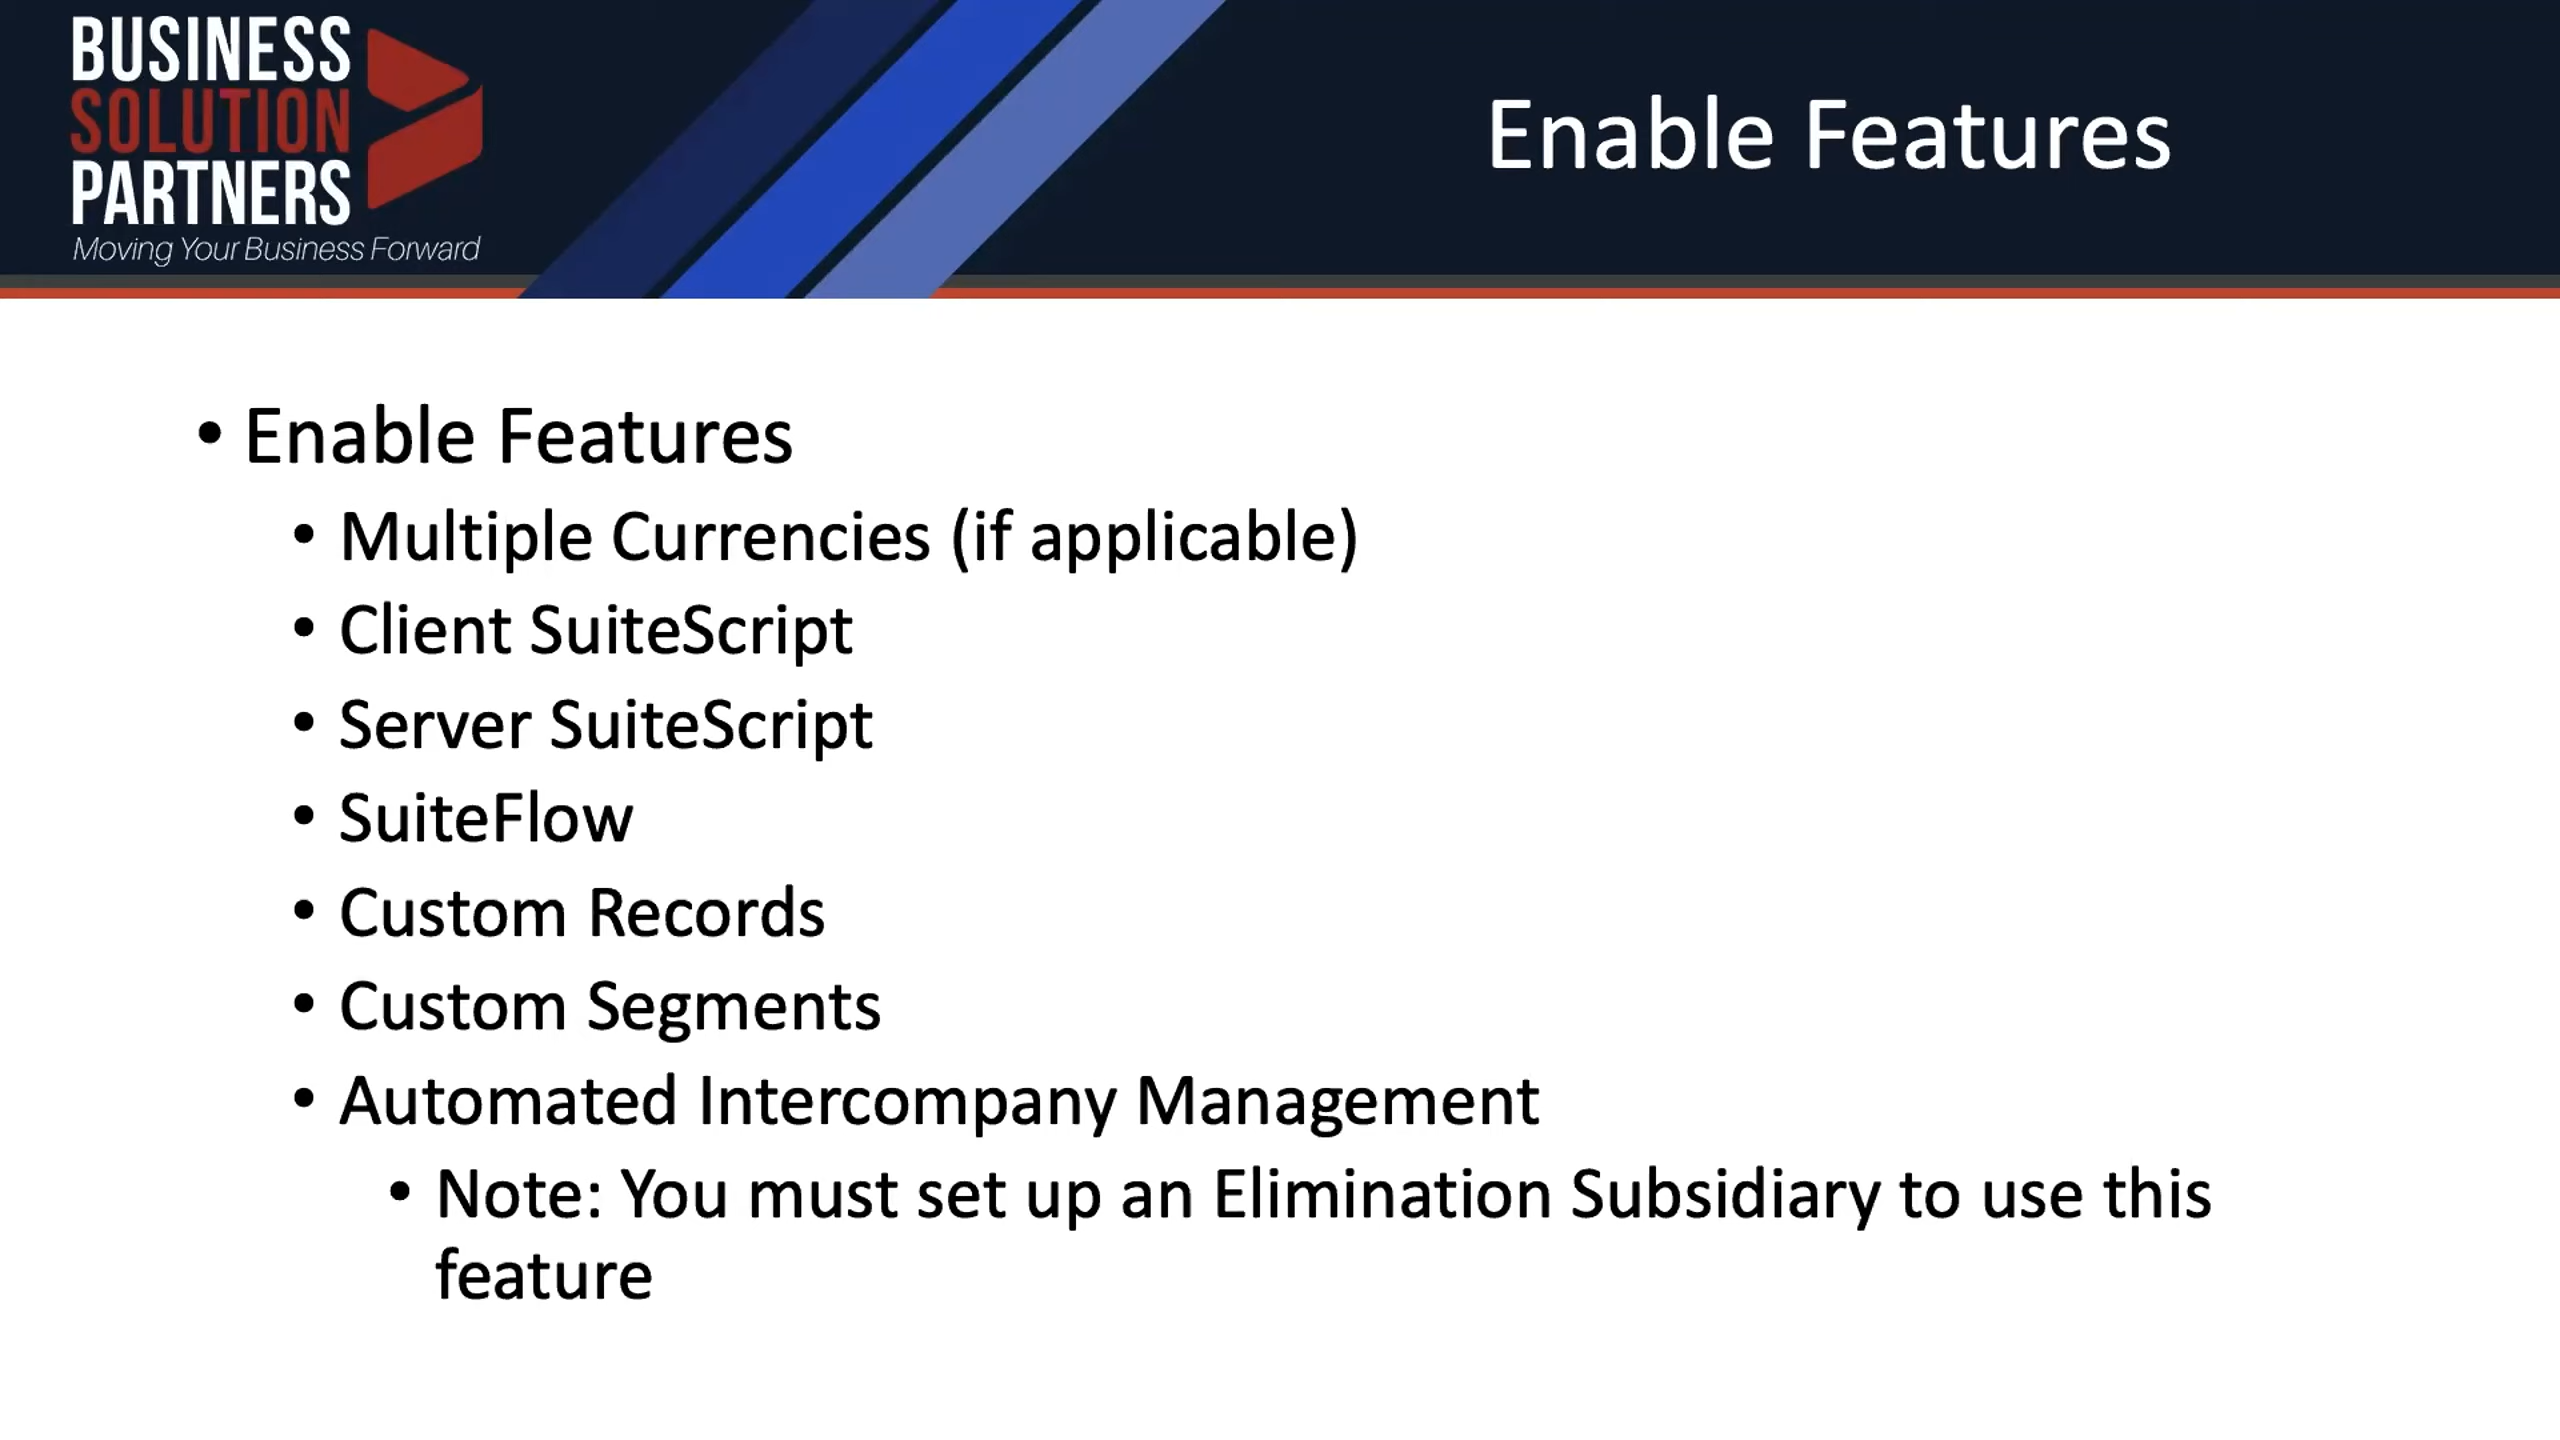 BUSINESS
SOLUTION
PARTNERS
Moving Your Business Forward
Enable Features
• Enable Features
• Multiple Currencies (if applicable)
• Client SuiteScript
• Server SuiteScript
• SuiteFlow
• Custom Records
• Custom Segments
• Automated Intercompany Management
• Note: You must set up an Elimination Subsidiary to use this
feature